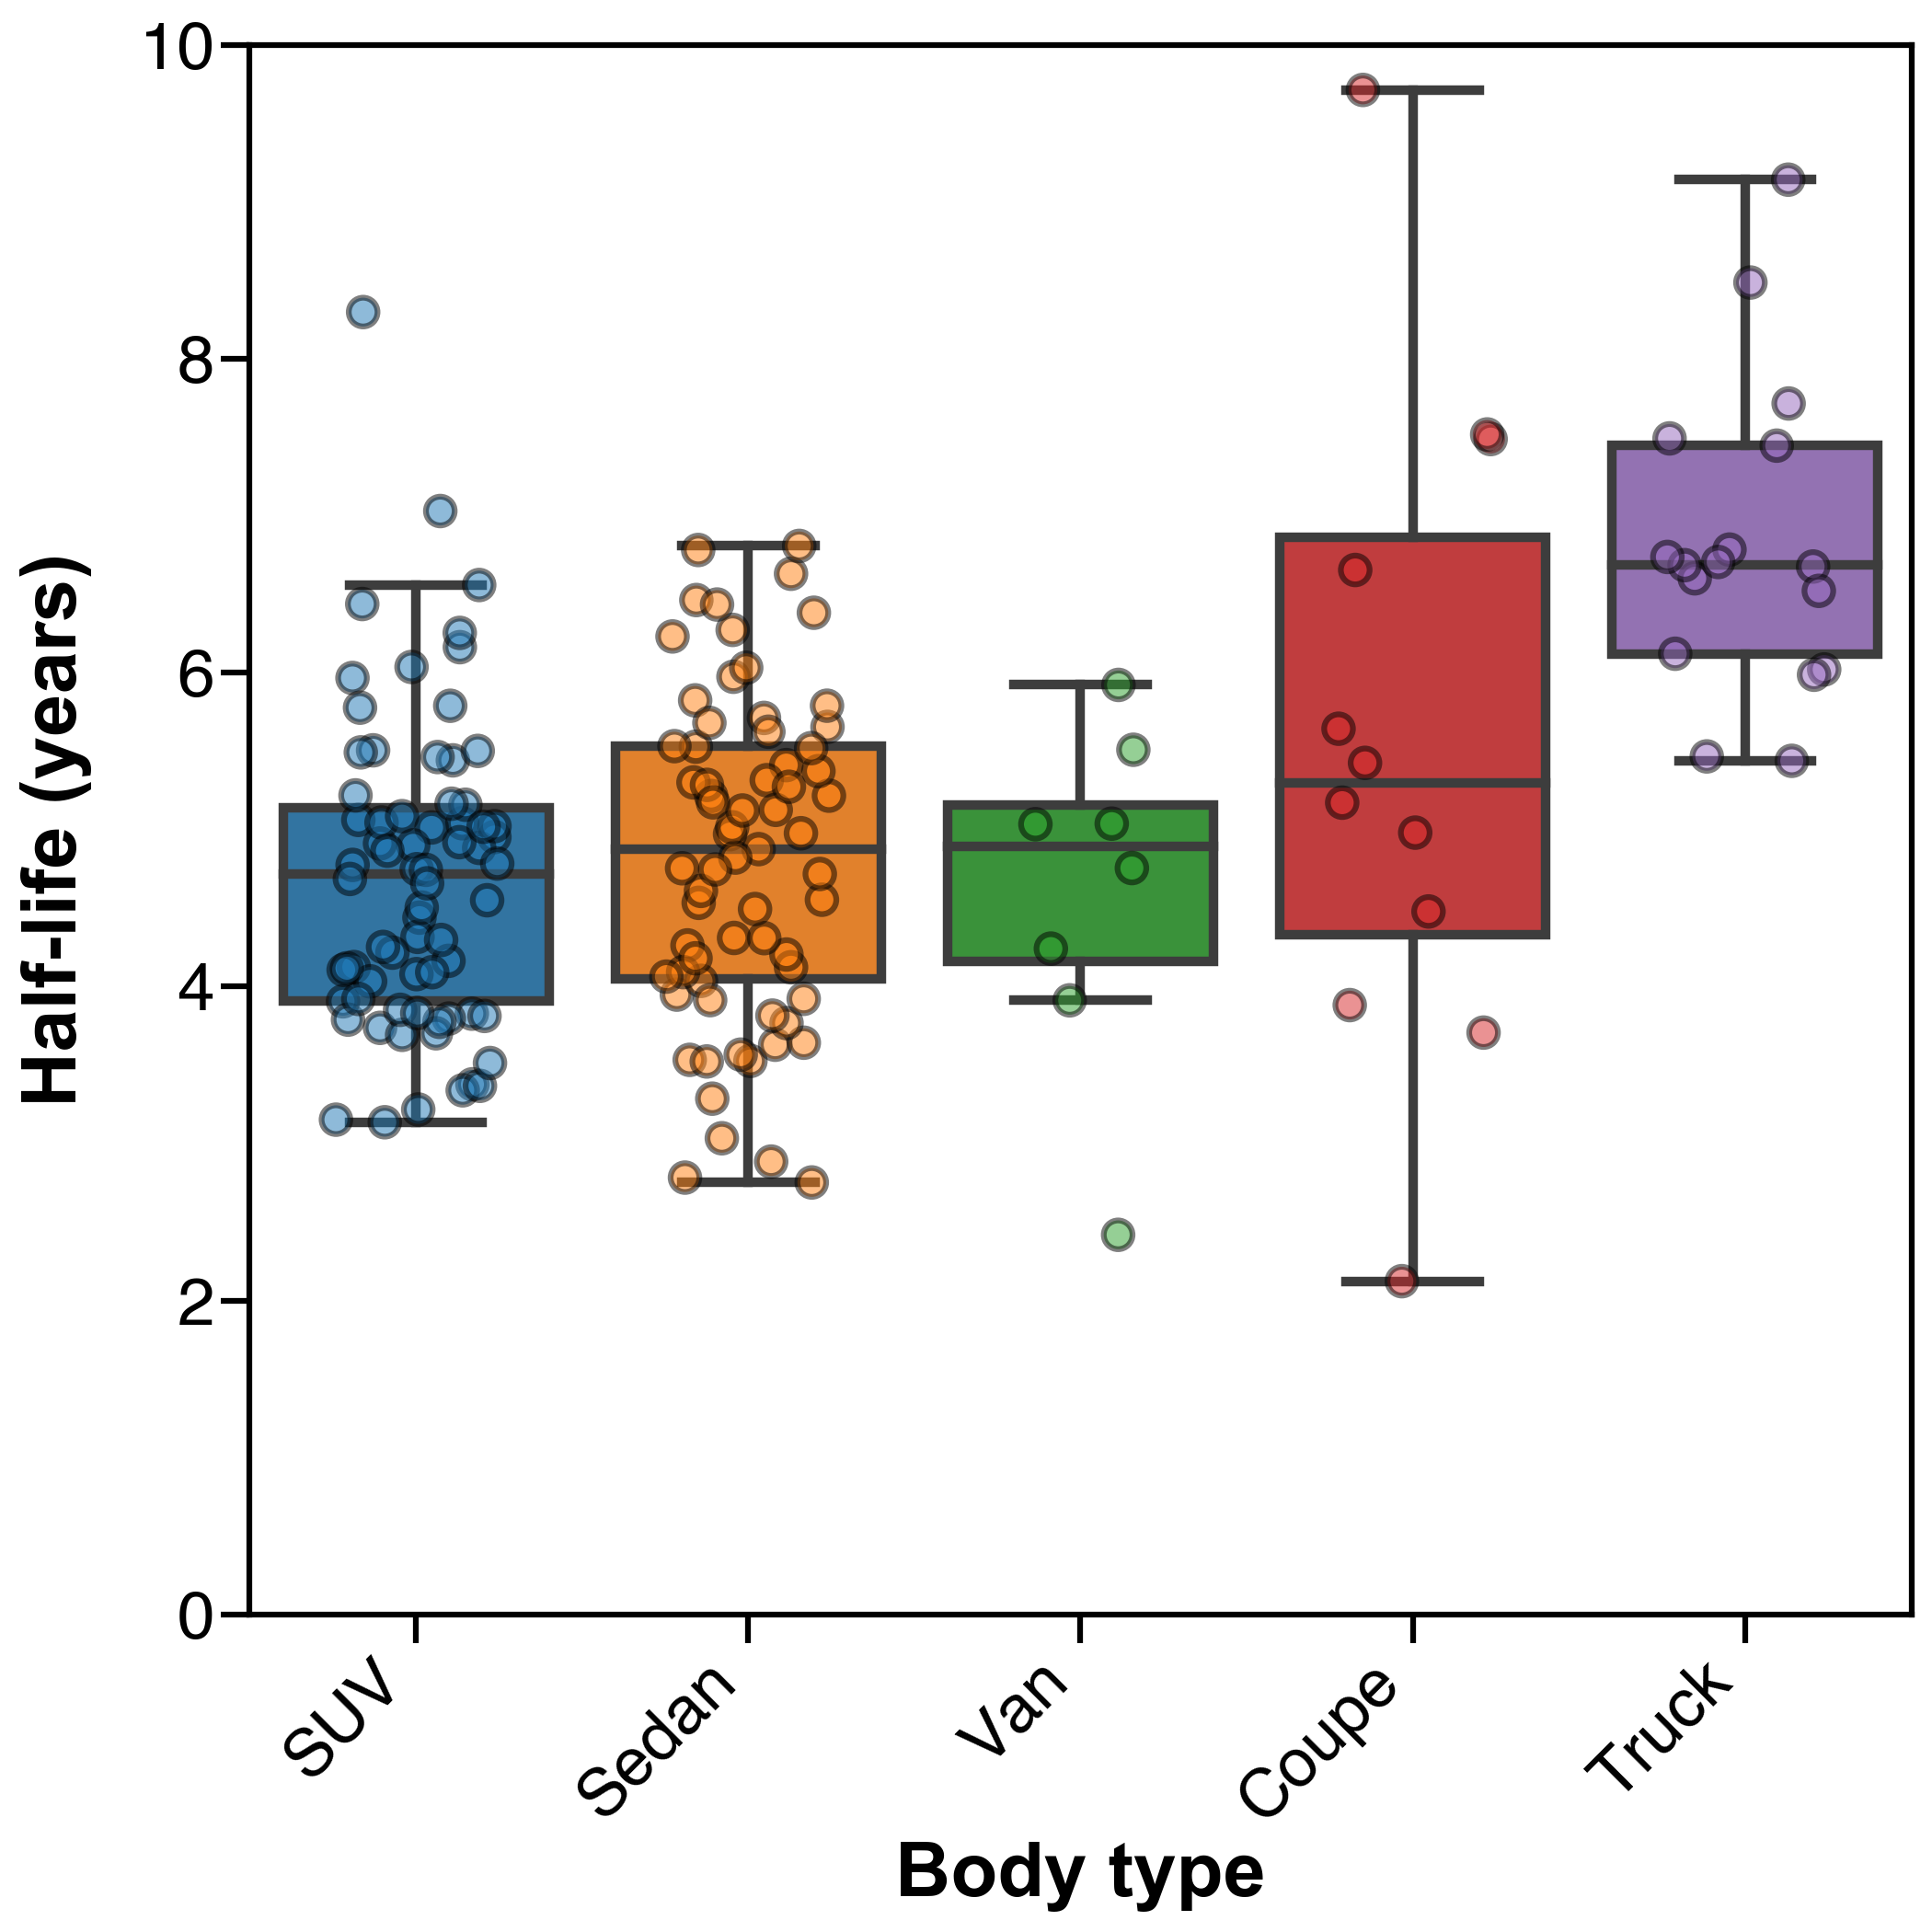 Half-life (years)
10
8
6
4
2
0
SUV
Sedan
Van
Coupe
Truck
Body type